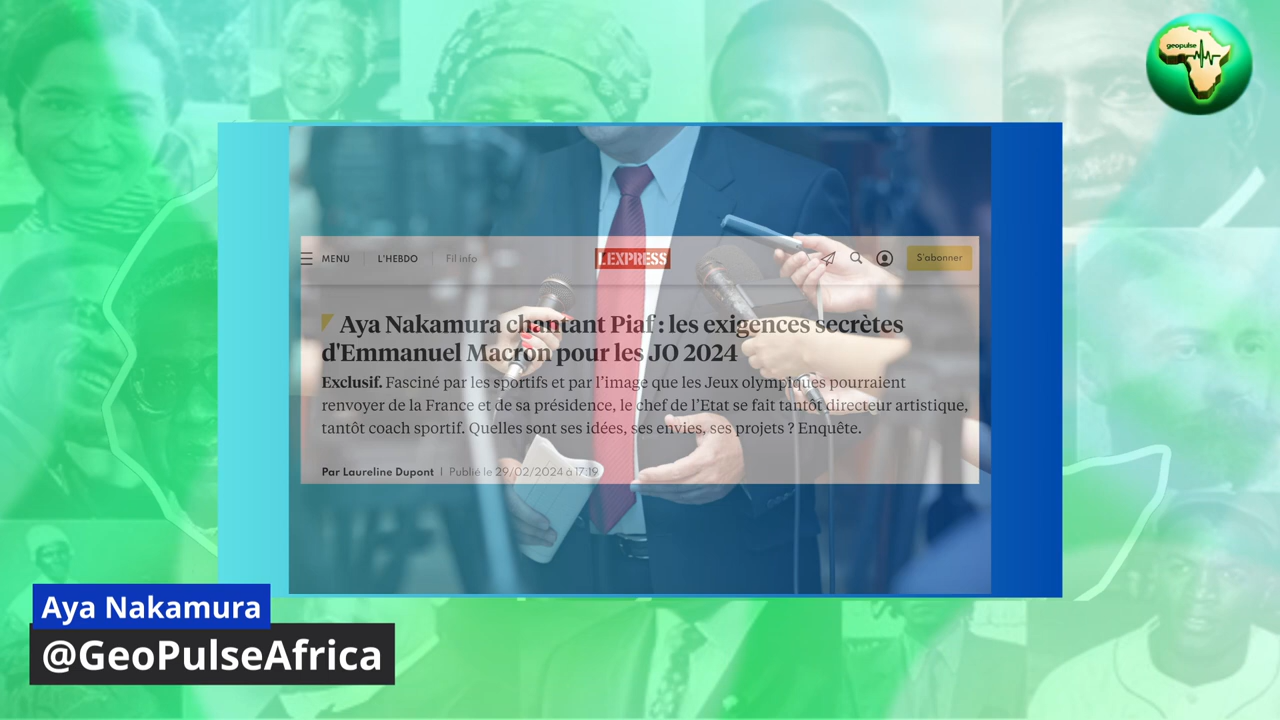 geopulse
MENU
L'HEBDO
Fil info
L'EXPRESS
S'abonner
Aya Nakamura chantant Piaf : les exigences secrètes
d'Emmanuel Macron pour les JO 2024
Exclusif. Fasciné par les sportifs et par l'image que les Jeux olympiques pourraient
renvoyer de la France et de sa présidence, le chef de l'Etat se fait tantôt directeur artistique,
tantôt coach sportif. Quelles sont ses idées, ses envies, ses projets ? Enquête.
Par Laureline Dupont | Publié le 29/02/2024 à 17:19
Aya Nakamura
@GeoPulseAfrica